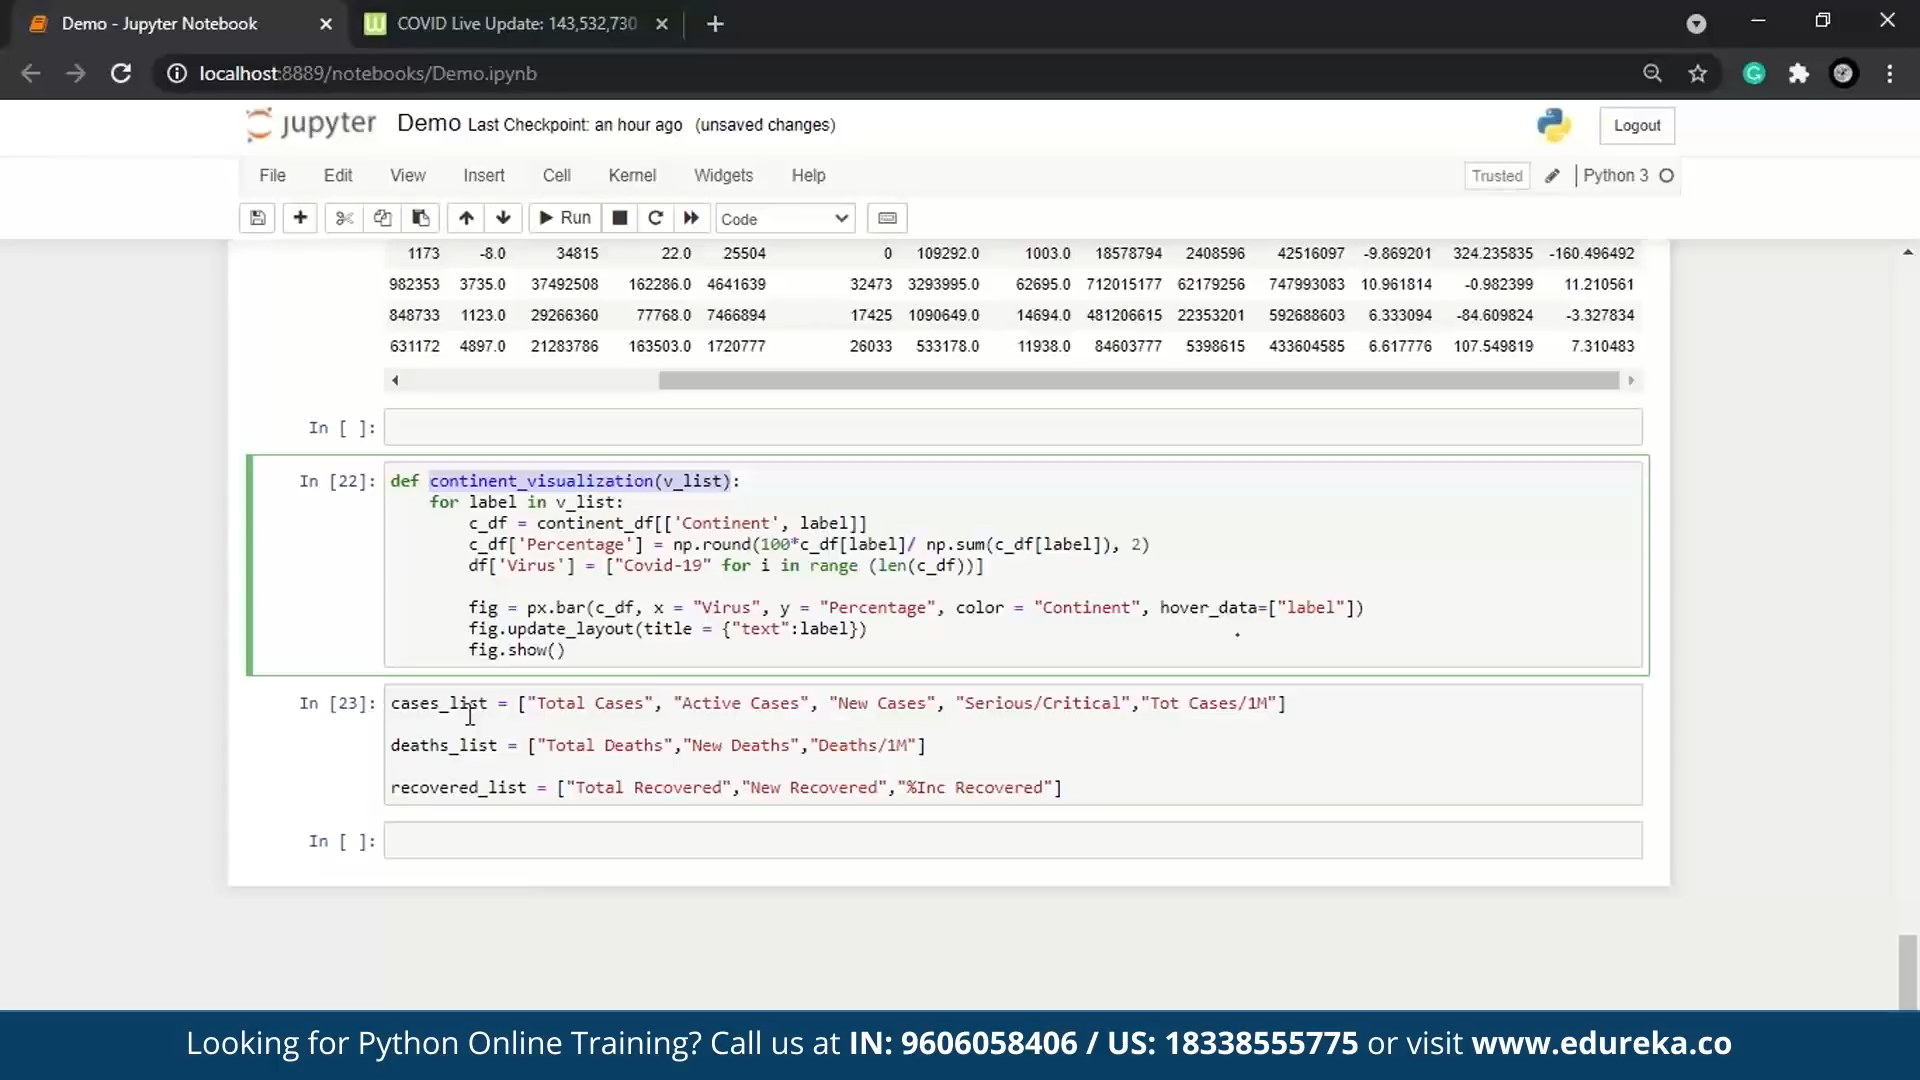 Demo - Jupyter Notebook
COVID Live Update: 143,532,730
localhost:8889/notebooks/Demo.ipynb
jupyter Demo Last Checkpoint: an hour ago (unsaved changes)
Logout
File Edit View Insert Cell Kernel Widgets Help
Trusted
Python 3
Run
Code
1173 -8.0 34815 22.0 25504 0 109292.0 1003.0 18578794 2408596 42516097 -9.869201 324.235835 -160.496492
982353 3735.0 37492508 162286.0 4641639 32473 3293995.0 62695.0 712015177 62179256 747993083 10.961814 -0.982399 11.210561
848733 1123.0 29266360 77768.0 7466894 17425 1090649.0 14694.0 481206615 22353201 592688603 6.333094 -84.609824 -3.327834
631172 4897.0 21283786 163503.0 1720777 26033 533178.0 11938.0 84603777 5398615 433604585 6.617776 107.549819 7.310483
In [ ]:
In [22]: def continent_visualization(v_list):
for label in v_list:
c_df = continent_df[['Continent', label]]
c_df['Percentage'] = np.round(100*c_df[label]/ np.sum(c_df[label]), 2)
df['Virus'] = ["Covid-19" for i in range (len(c_df))]
fig = px.bar(c_df, x = "Virus", y = "Percentage", color = "Continent", hover_data=["label"])
fig.update_layout(title = {"text":label})
fig.show()
In [23]: cases_list = ["Total Cases", "Active Cases", "New Cases", "Serious/Critical","Tot Cases/1M"]
deaths_list = ["Total Deaths","New Deaths","Deaths/1M"]
recovered_list = ["Total Recovered","New Recovered","%Inc Recovered"]
In [ ]:
Looking for Python Online Training? Call us at IN: 9606058406 / US: 18338555775 or visit www.edureka.co